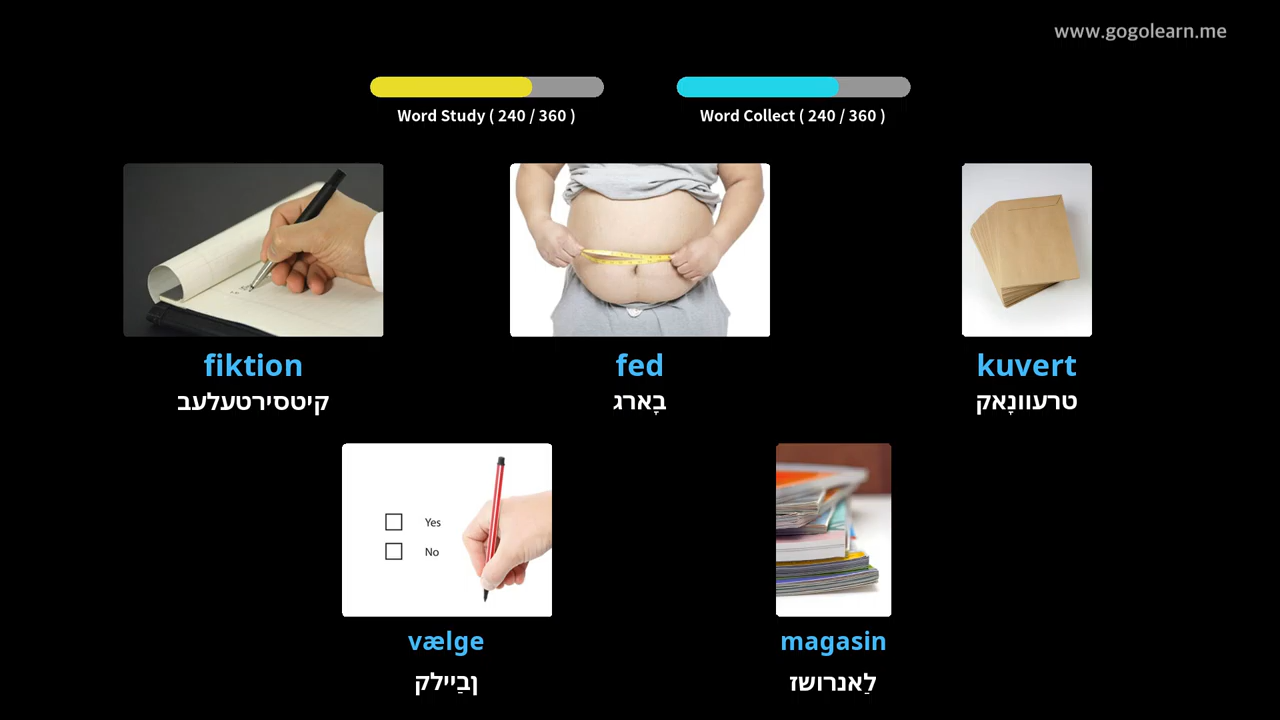 www.gogolearn.me
Word Study ( 240 / 360 )
Word Collect ( 240 / 360 )
fiktion
קיטסירטעלעב
fed
בָארג
kuvert
טרעוונָאק
Yes
No
vælge
ןבַיילק
magasin
לַאנרושז